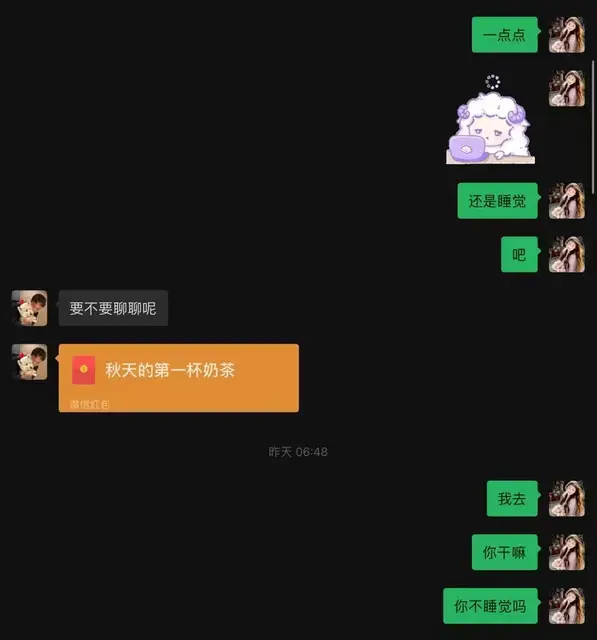 一点点
还是睡觉
吧
要不要聊聊呢
秋天的第一杯奶茶
微信红包
昨天 06:48
我去
你干嘛
你不睡觉吗